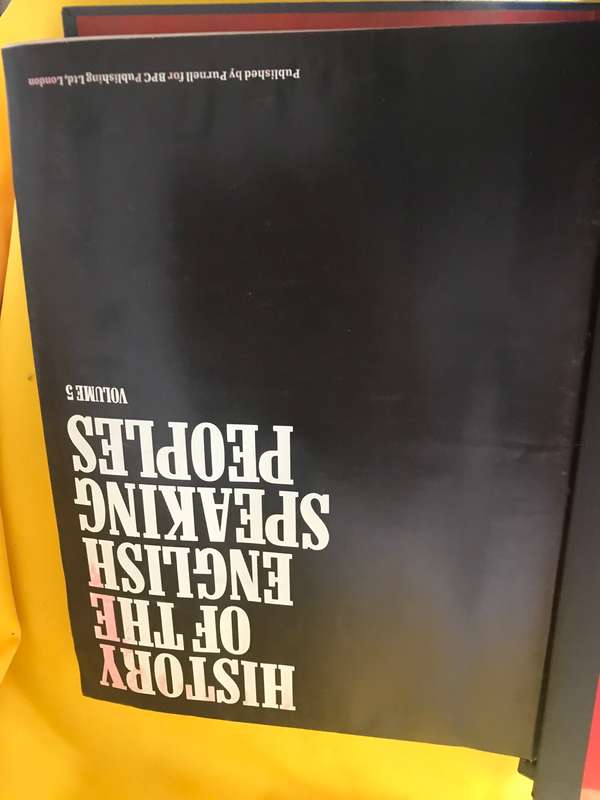 HISTORY
OF THE
ENGLISH
SPEAKING
PEOPLES
VOLUME 5
Published by Purnell for BPC Publishing Ltd, London